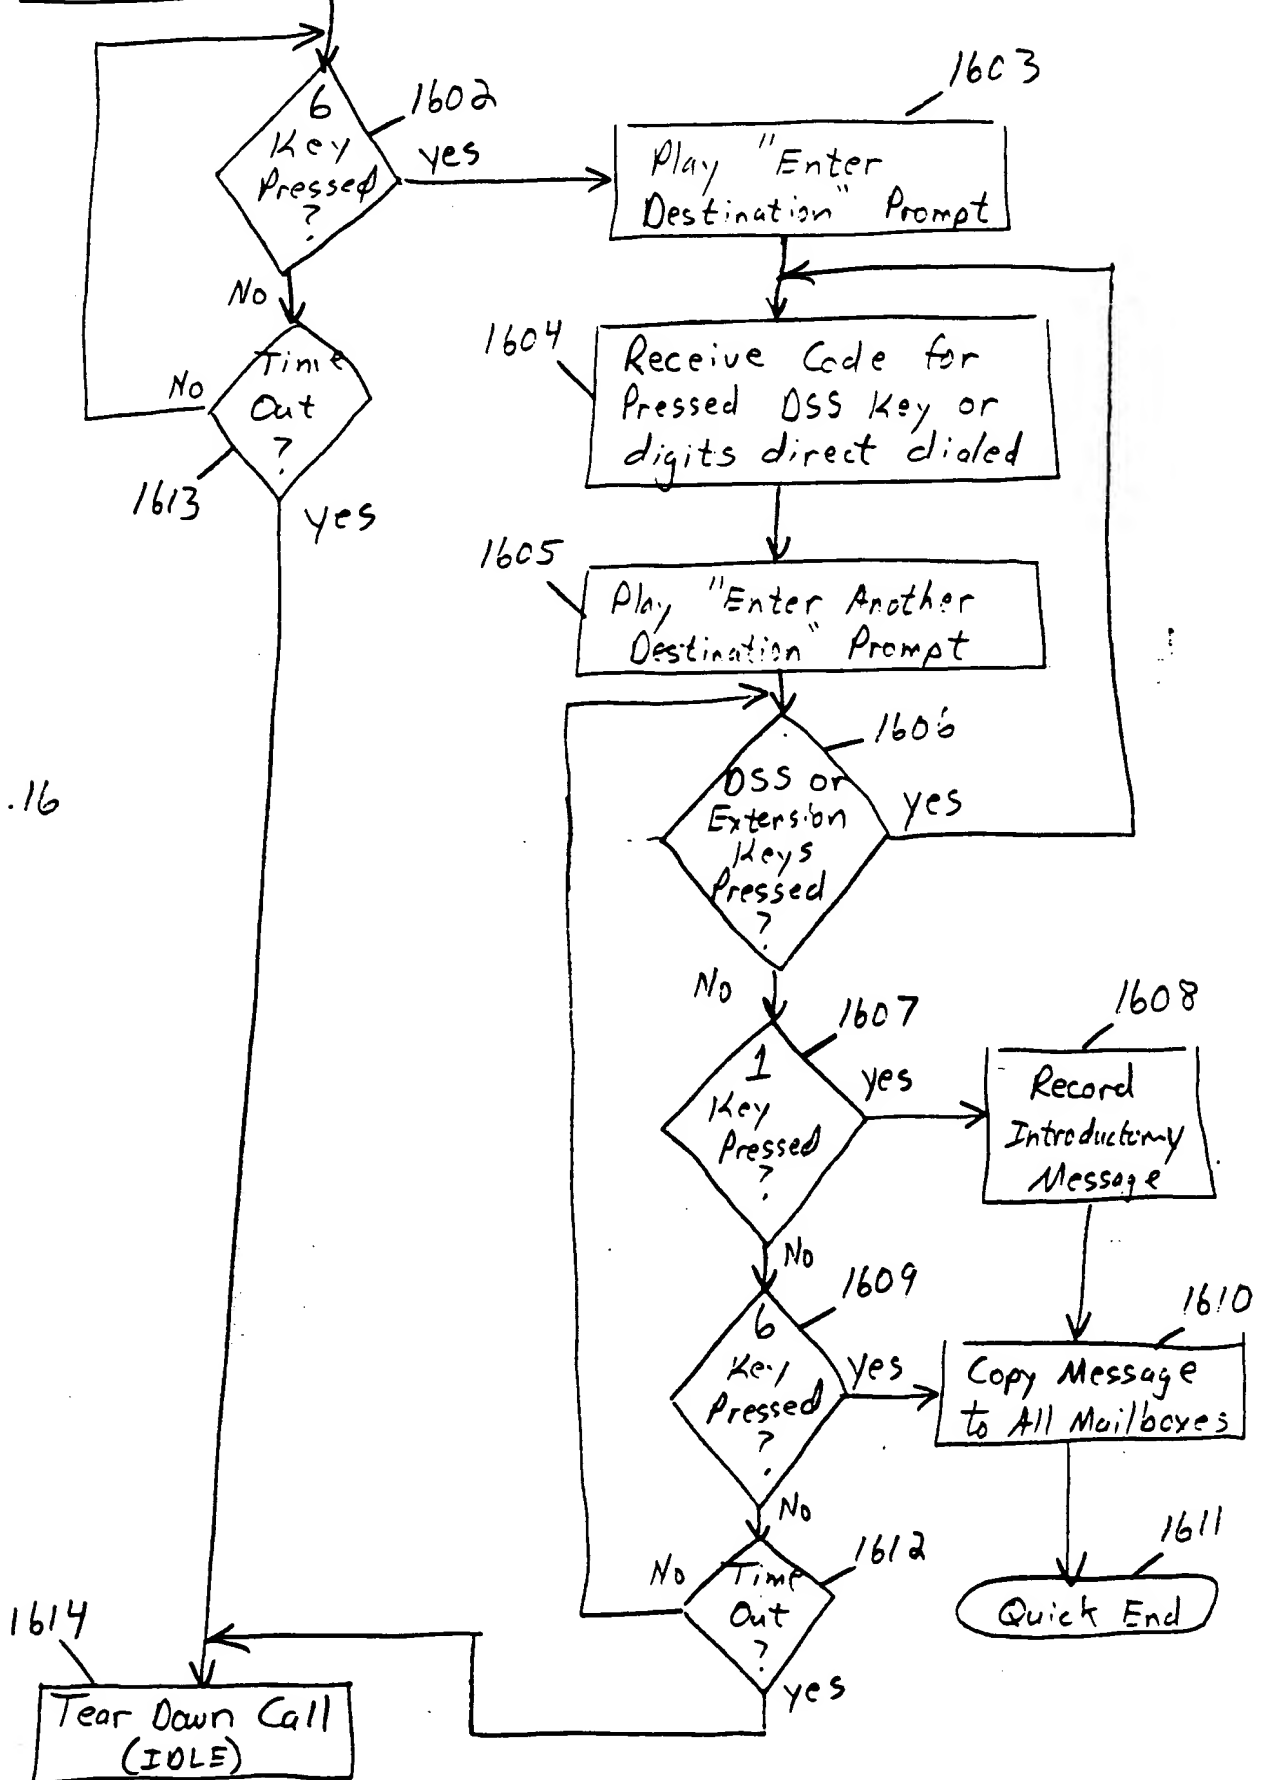 1603
1602
6
Key
Pressed
?
yes
Play "Enter
Destination" Prompt
No
1604
Time
Out
?
No
1613
yes
Receive Code for
Pressed DSS Key or
digits direct dialed
1605
Play "Enter Another
Destination" Prompt
.16
1606
DSS or
Extension
Keys
Pressed
?
yes
No
1607
1608
1
Key
Pressed
?
yes
Record
Introductory
Message
No
1609
1610
6
Key
Pressed
?
yes
Copy Message
to All Mailboxes
No
1612
1611
No
Time
Out
?
yes
Quick End
1614
Tear Down Call
(IDLE)